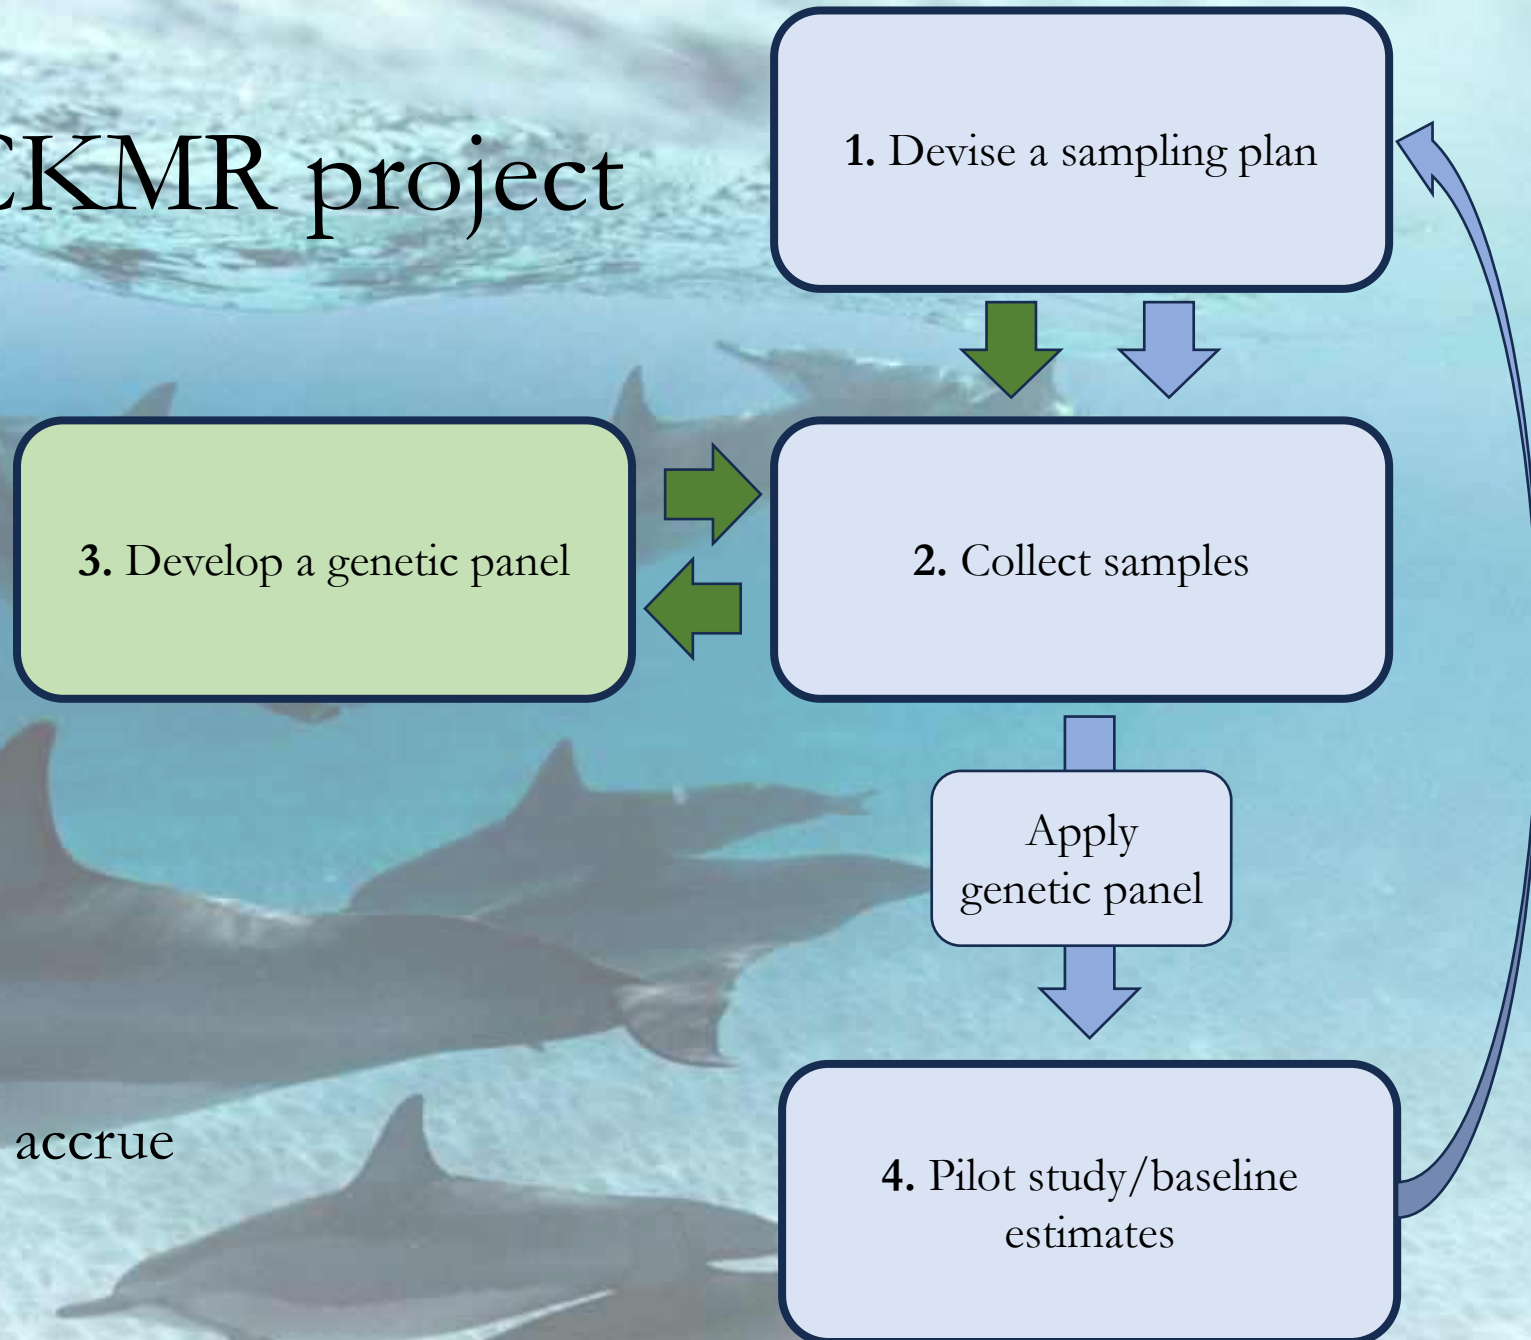 CKMR project
1. Devise a sampling plan
3. Develop a genetic panel
2. Collect samples
Apply
genetic panel
accrue
4. Pilot study/baseline
estimates